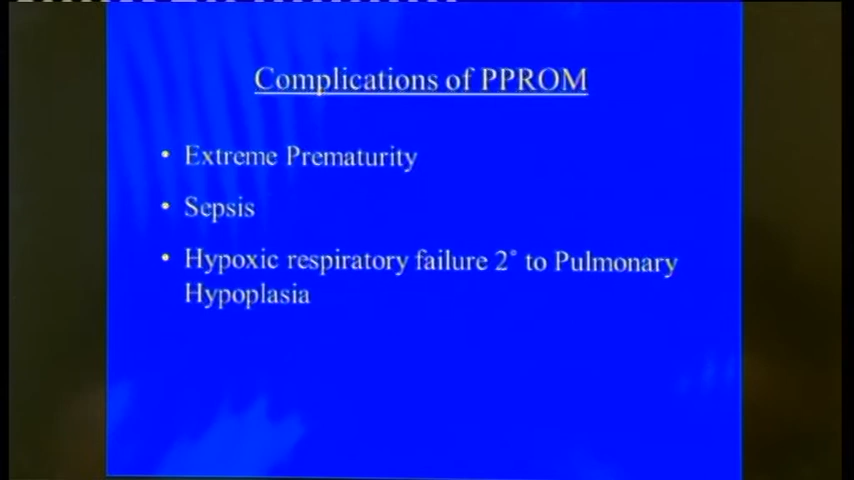 Complications of PPROM
• Extreme Prematurity
• Sepsis
• Hypoxic respiratory failure 2° to Pulmonary
Hypoplasia